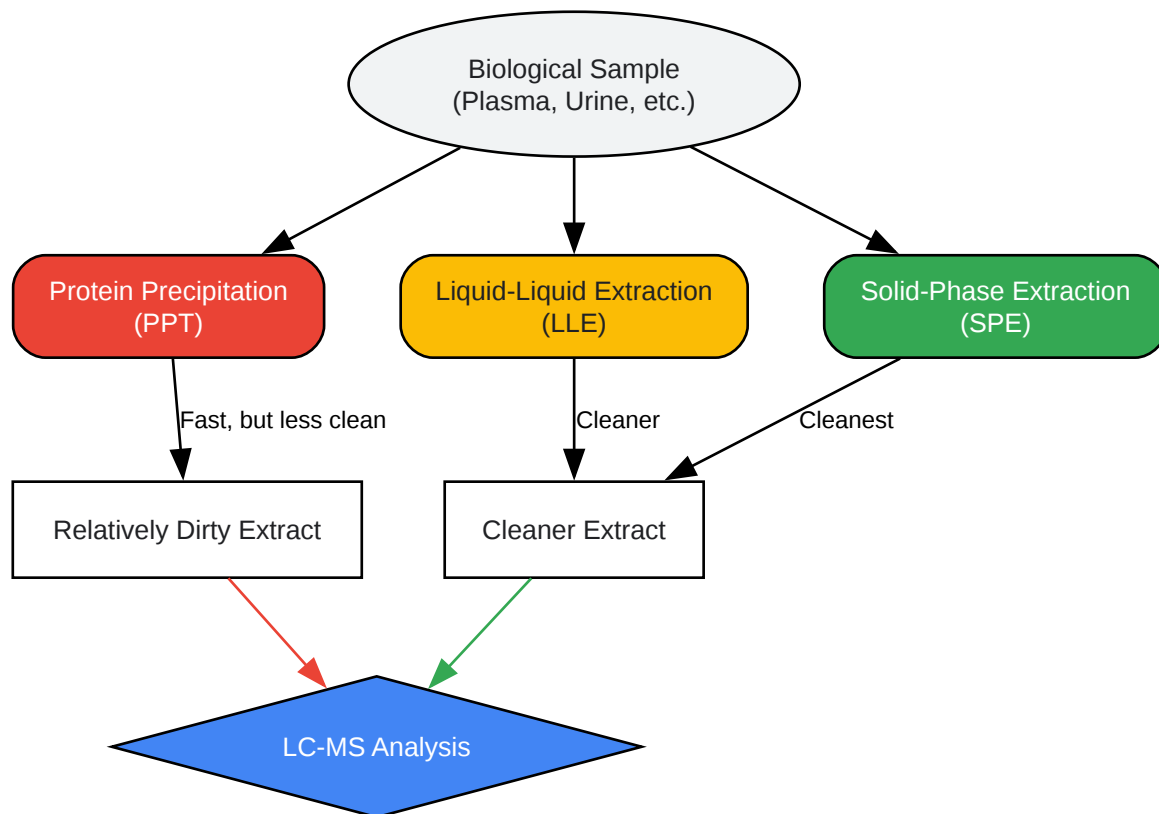 Biological Sample
(Plasma, Urine, etc.)
Protein Precipitation
(PPT)
Liquid-Liquid Extraction
(LLE)
Solid-Phase Extraction
(SPE)
Fast, but less clean
Cleaner
Cleanest
Relatively Dirty Extract
Cleaner Extract
LC-MS Analysis